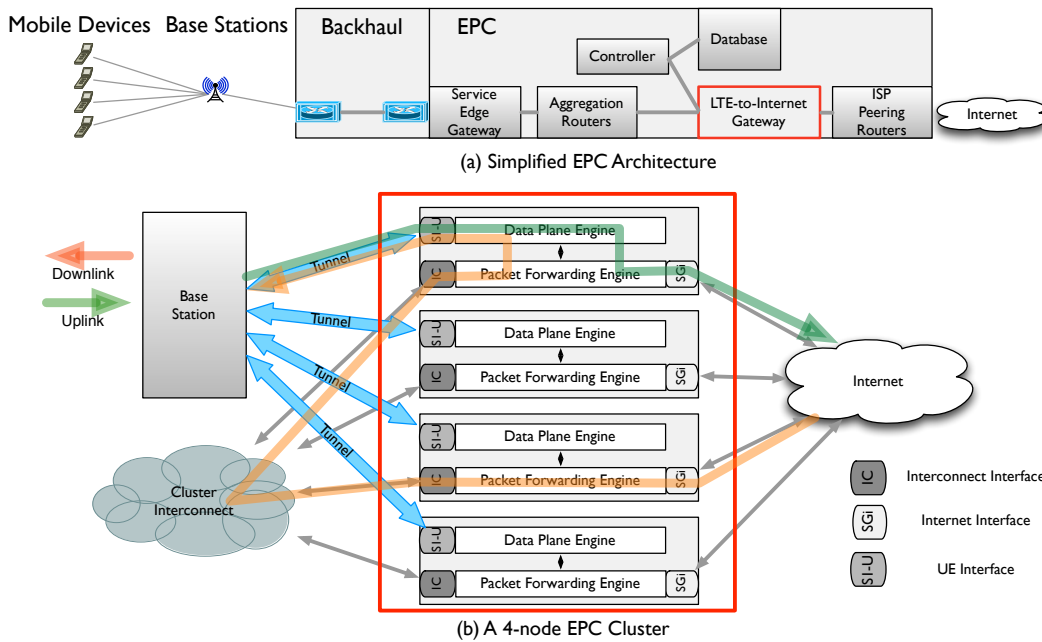 Mobile Devices
Base Stations
Backhaul
EPC
Controller
Database
Service
Edge
Gateway
Aggregation
Routers
LTE-to-Internet
Gateway
ISP
Peering
Routers
Internet
(a) Simplified EPC Architecture
Downlink
Uplink
Base
Station
Tunnel
Tunnel
Tunnel
Tunnel
Cluster
Interconnect
S1-U
Data Plane Engine
IC
Packet Forwarding Engine
SGi
S1-U
Data Plane Engine
IC
Packet Forwarding Engine
SGi
S1-U
Data Plane Engine
IC
Packet Forwarding Engine
SGi
S1-U
Data Plane Engine
IC
Packet Forwarding Engine
SGi
Internet
IC
Interconnect Interface
SGi
Internet Interface
S1-U
UE Interface
(b) A 4-node EPC Cluster